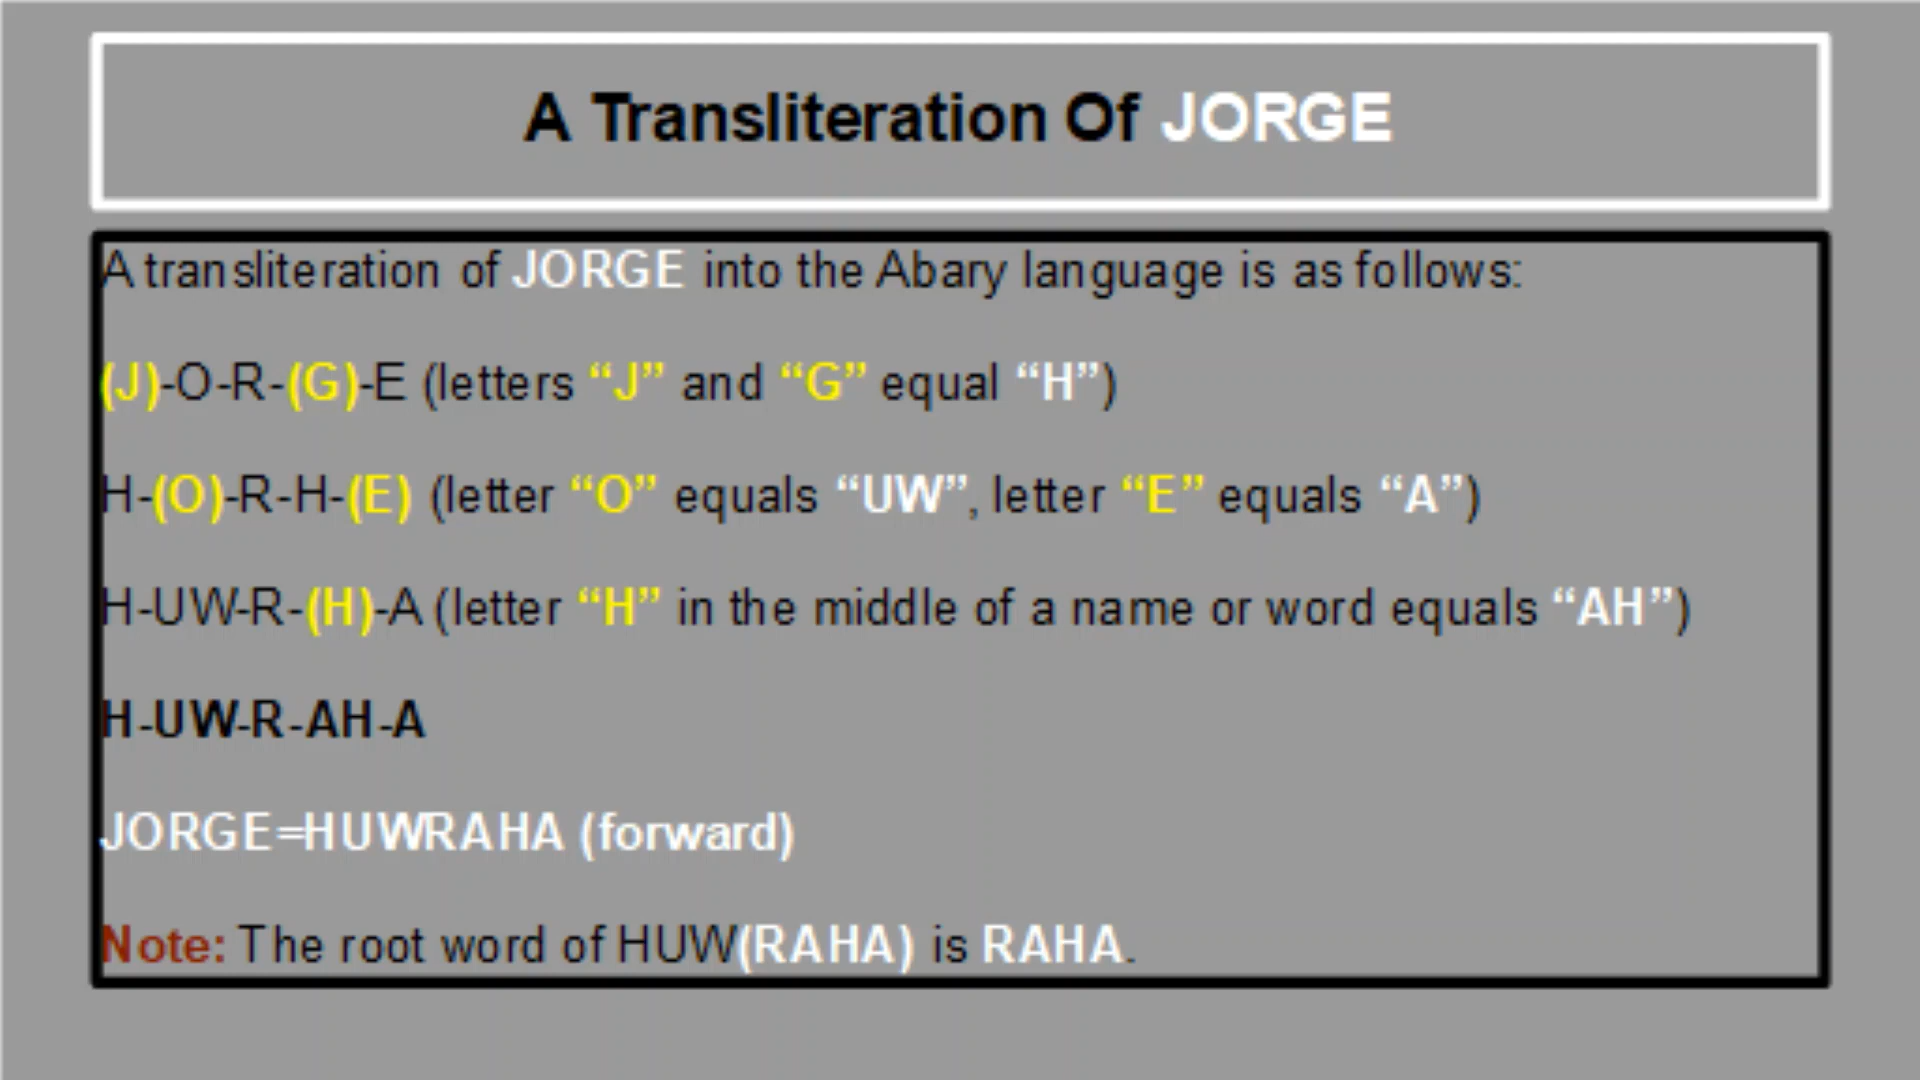 A Transliteration Of JORGE
A transliteration of JORGE into the Abary language is as follows:
(J)-O-R-(G)-E (letters “J” and “G” equal “H”)
H-(O)-R-H-(E) (letter “O” equals “UW”, letter “E” equals “A”)
H-UW-R-(H)-A (letter “H” in the middle of a name or word equals “AH”)
H-UW-R-AH-A
JORGE=HUWRAHA (forward)
Note: The root word of HUW(RAHA) is RAHA.